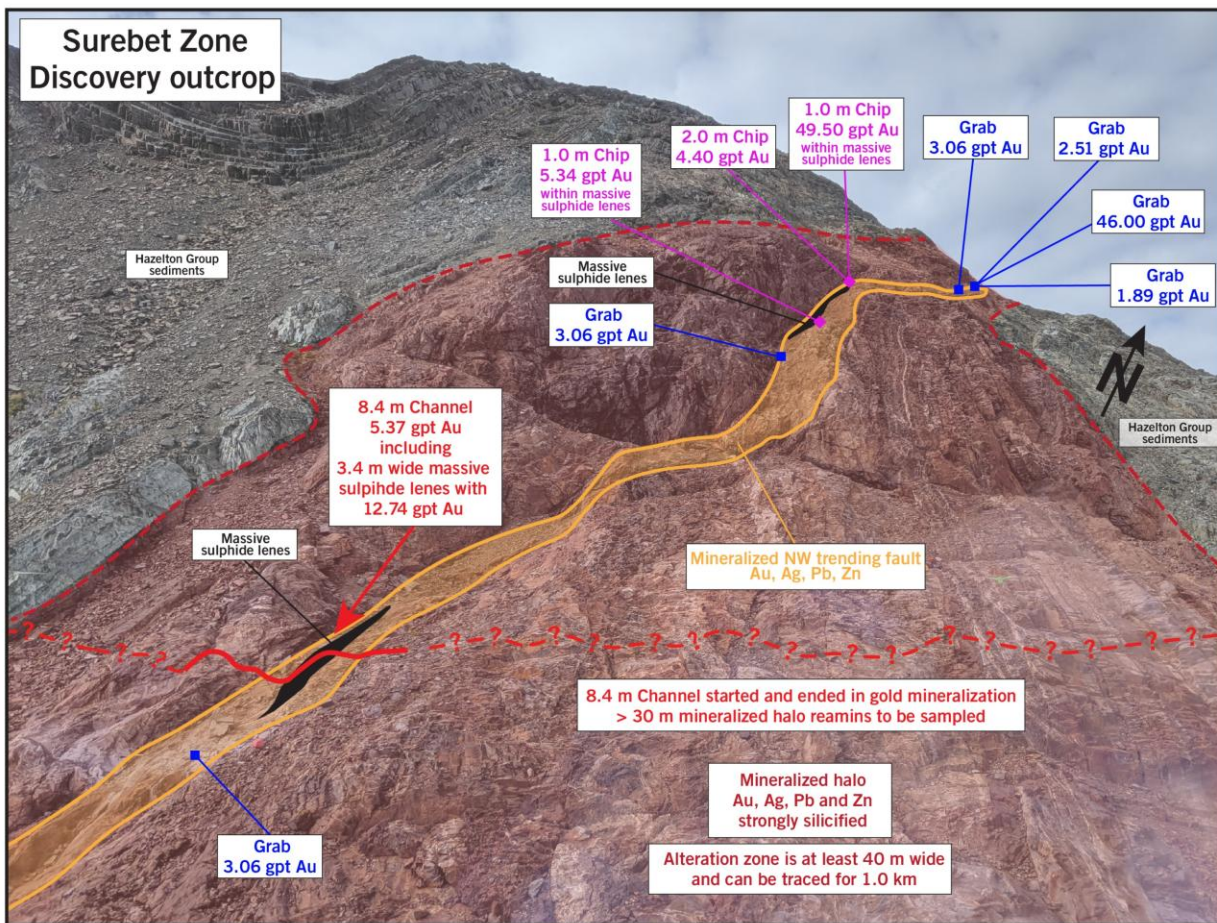 Surebet Zone
Discovery outcrop
1.0 m Chip
49.50 gpt Au
within massive
sulphide lenes
2.0 m Chip
4.40 gpt Au
Grab
3.06 gpt Au
Grab
2.51 gpt Au
1.0 m Chip
5.34 gpt Au
within massive
sulphide lenes
Grab
46.00 gpt Au
Hazelton Group
sediments
Massive
sulphide lenes
Grab
1.89 gpt Au
Grab
3.06 gpt Au
N
Hazelton Group
sediments
8.4 m Channel
5.37 gpt Au
including
3.4 m wide massive
sulpihde lenes with
12.74 gpt Au
Massive
sulphide lenes
Mineralized NW trending fault
Au, Ag, Pb, Zn
? ? ? ? ? ? ? ? ? ? ? ? ? ?
8.4 m Channel started and ended in gold mineralization
> 30 m mineralized halo reamins to be sampled
Mineralized halo
Au, Ag, Pb and Zn
strongly silicified
Grab
3.06 gpt Au
Alteration zone is at least 40 m wide
and can be traced for 1.0 km